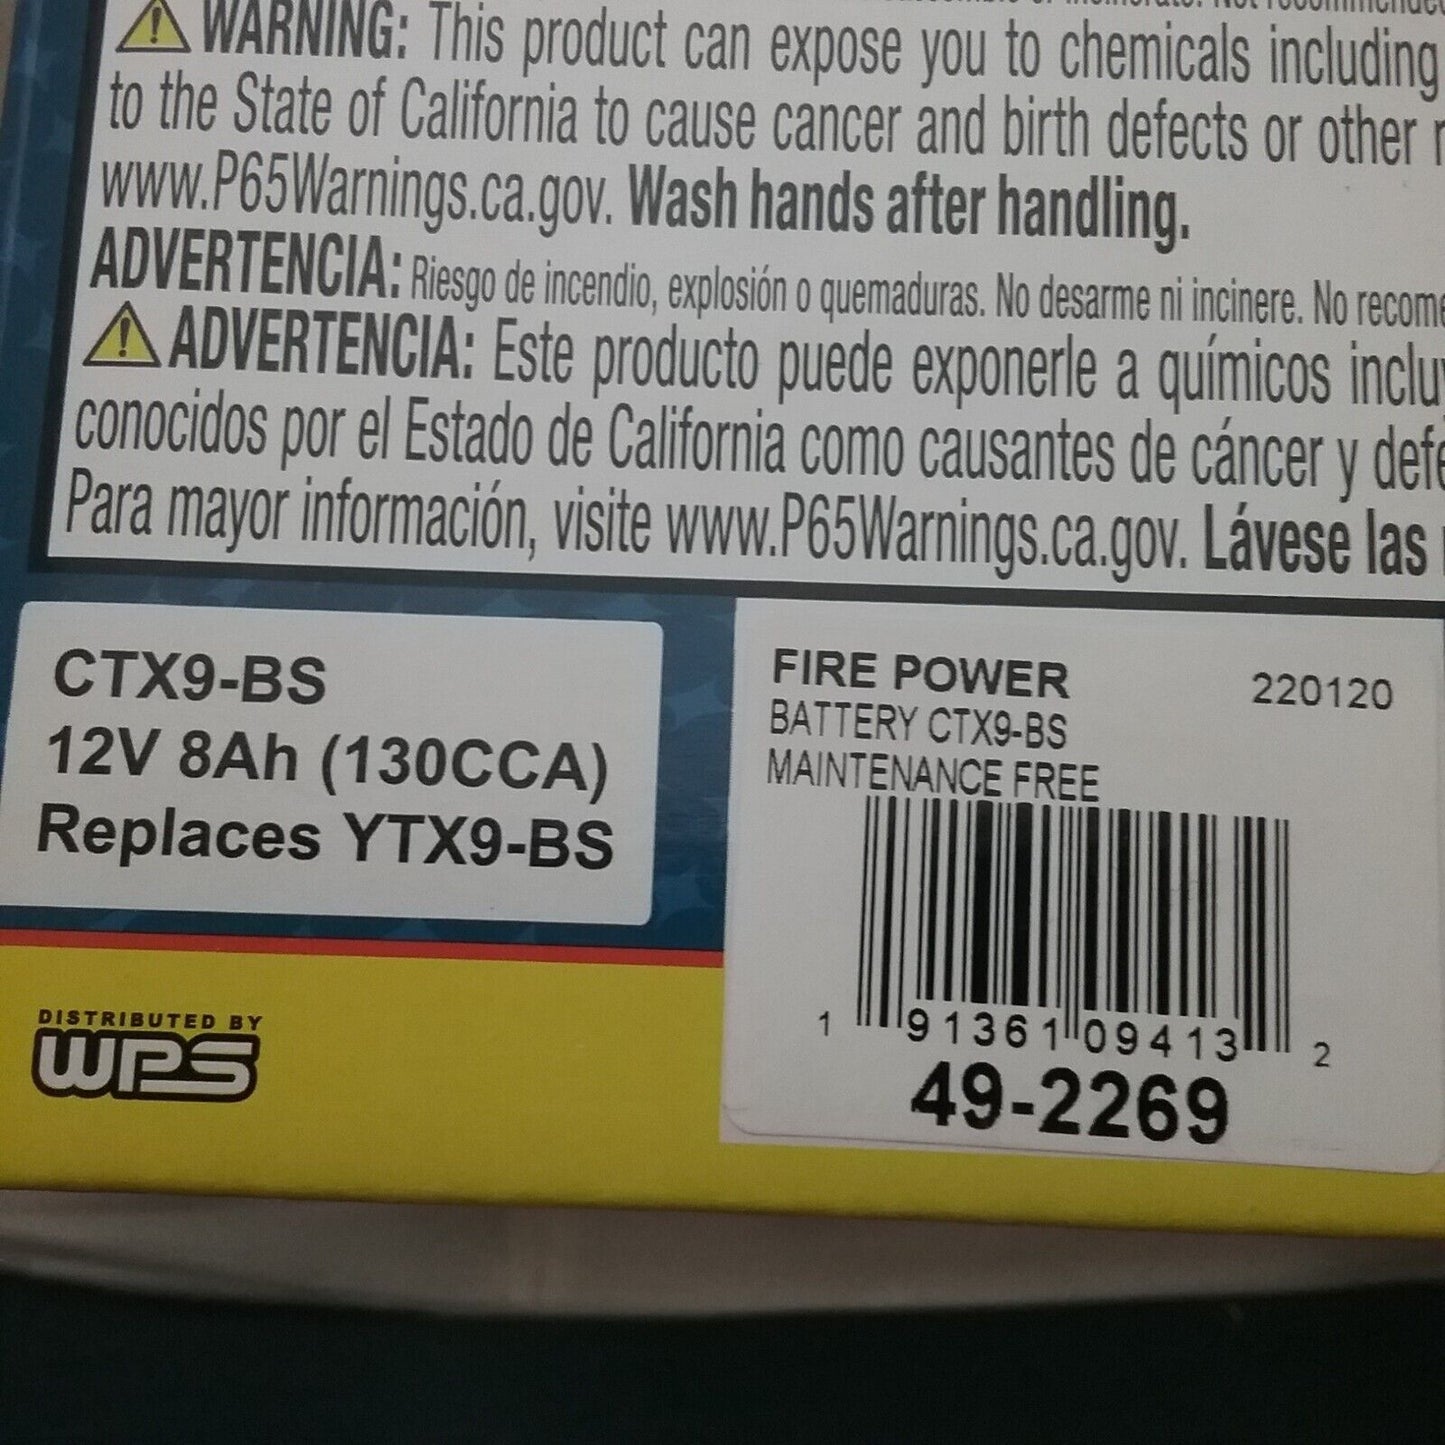 WARNING: This product can expose you to chemicals including
to the State of California to cause cancer and birth defects or other
www.P65Warnings.ca.gov. Wash hands after handling.
ADVERTENCIA: Riesgo de incendio, explosión o quemaduras. No desarme ni incinere. No recome
ADVERTENCIA: Este producto puede exponerle a químicos inclu
conocidos por el Estado de California como causantes de cáncer y defe
Para mayor información, visite www.P65Warnings.ca.gov. Lávese las
CTX9-BS
12V 8Ah (130CCA)
Replaces YTX9-BS
FIRE POWER 220120
BATTERY CTX9-BS
MAINTENANCE FREE
1 91361 09413 2
49-2269
DISTRIBUTED BY
WPS